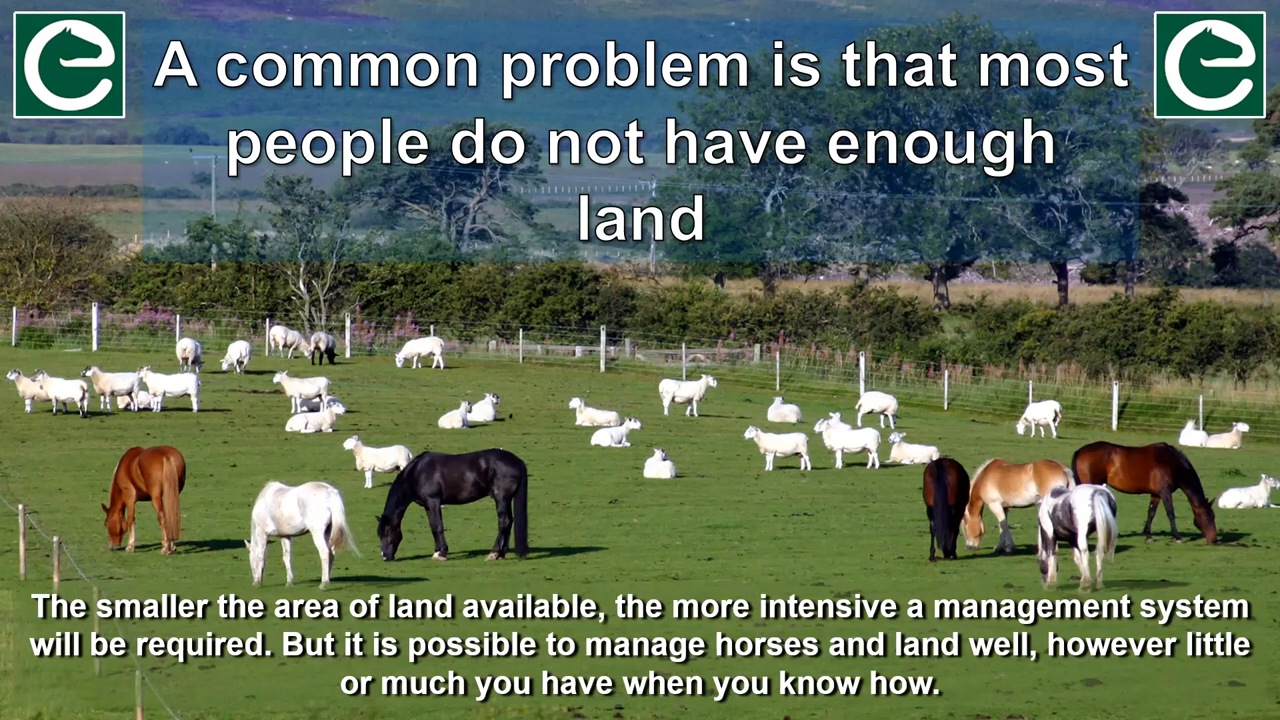 A common problem is that most
people do not have enough
land
The smaller the area of land available, the more intensive a management system
will be required. But it is possible to manage horses and land well, however little
or much you have when you know how.